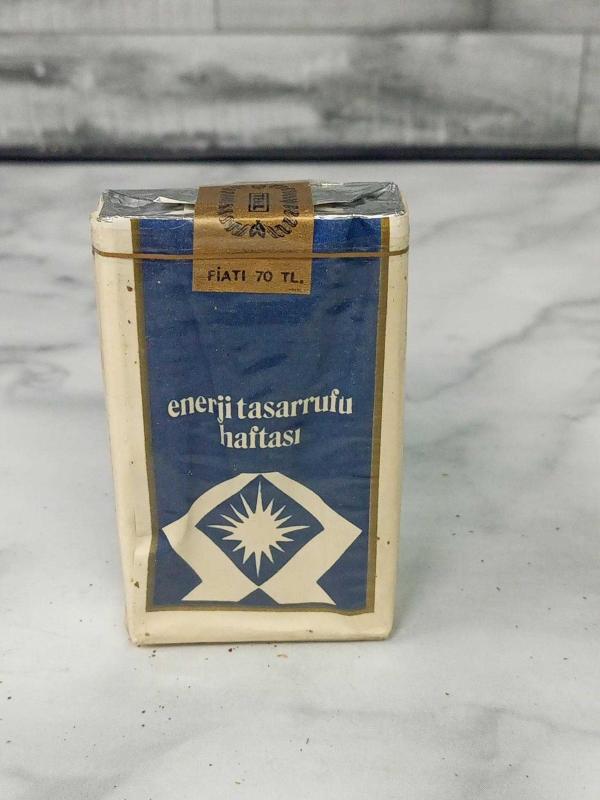 FİATI 70 TL.
enerji tasarrufu
haftası